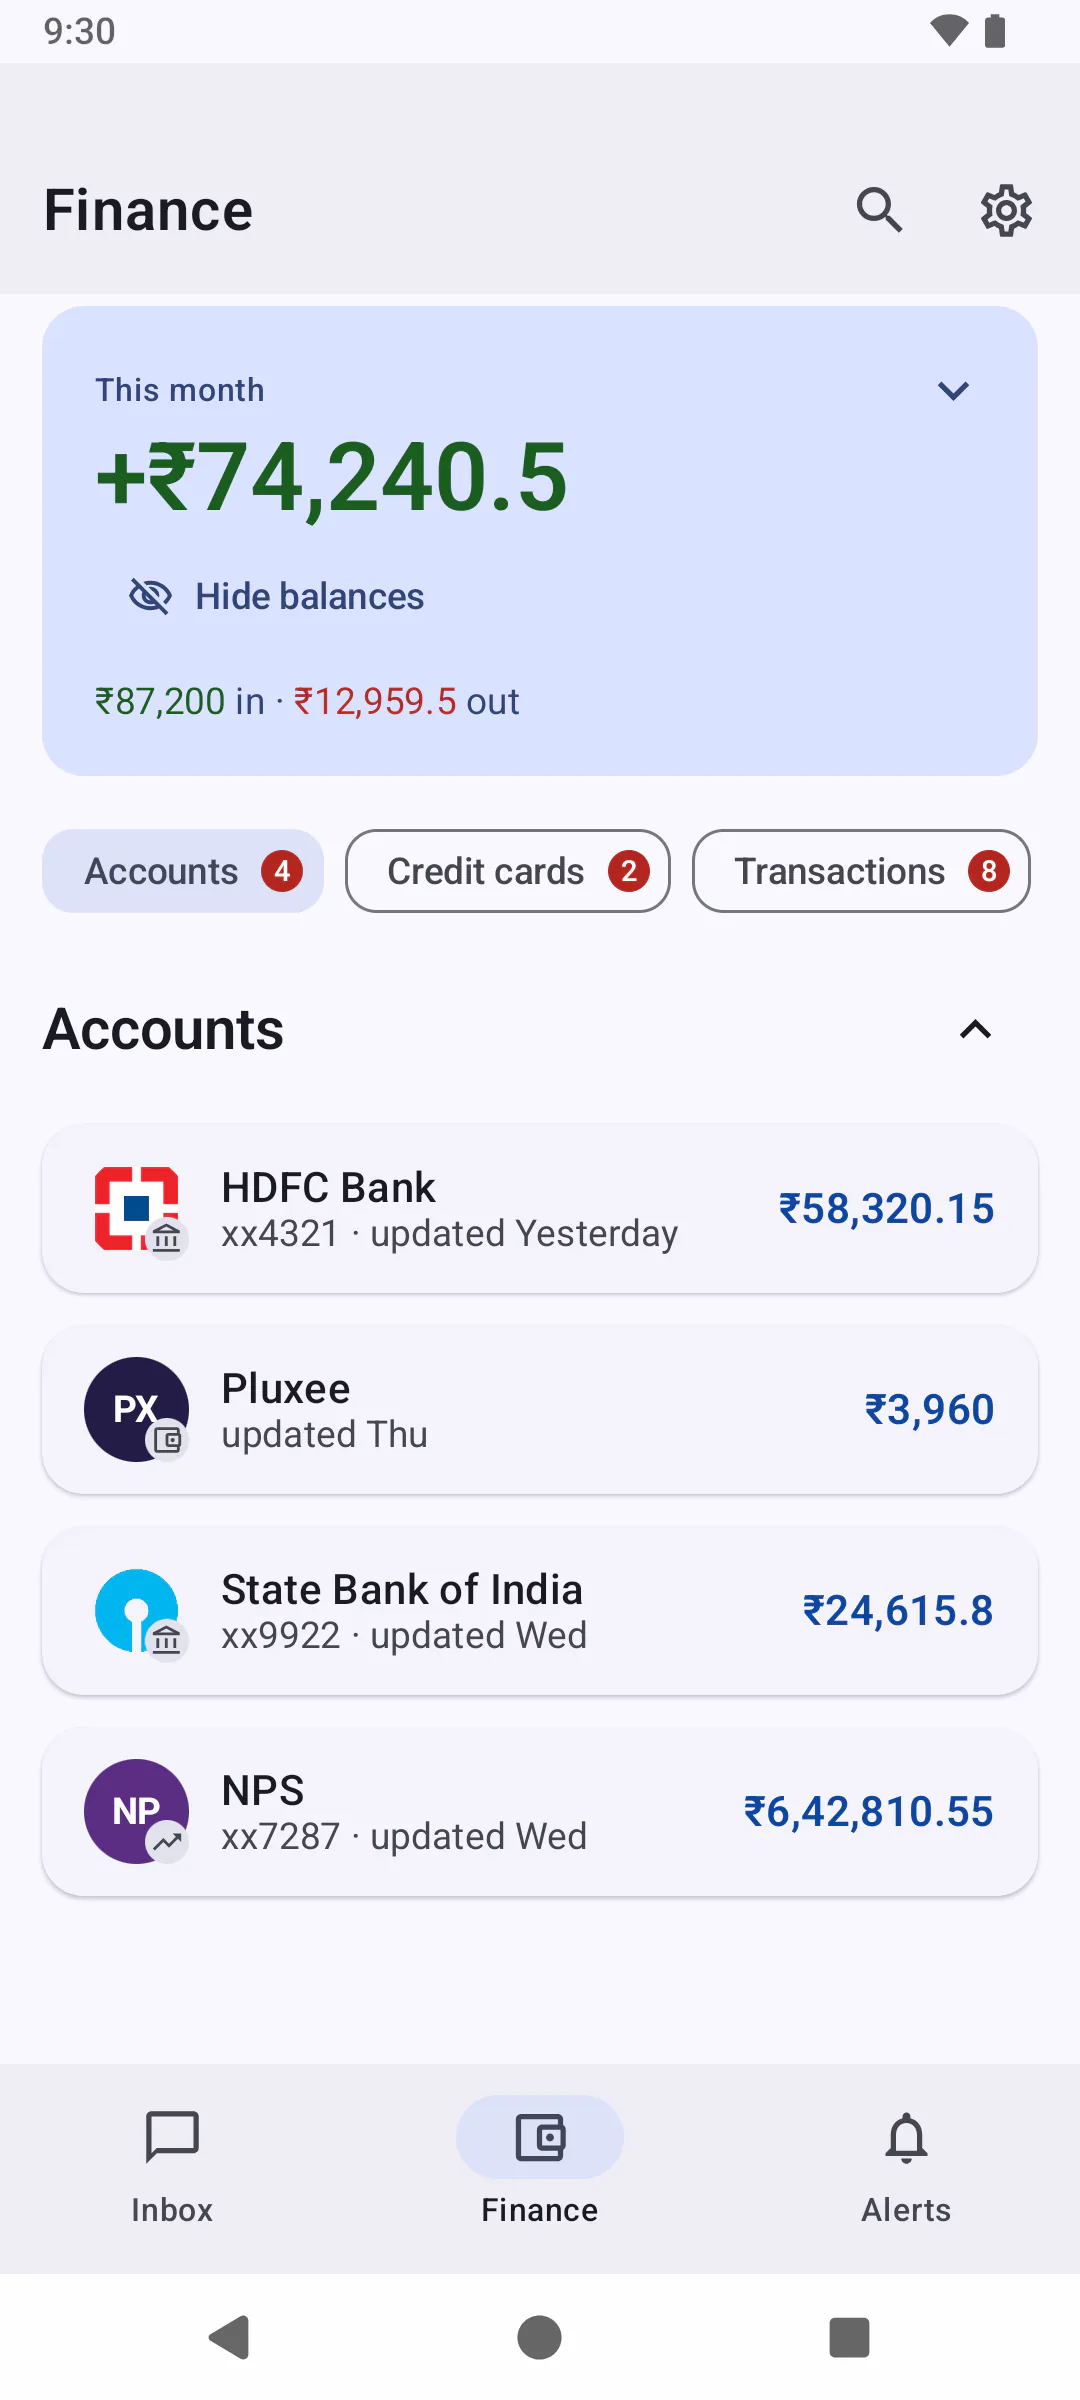 9:30
Finance
This month
+₹74,240.5
Hide balances
₹87,200 in · ₹12,959.5 out
Accounts 4
Credit cards 2
Transactions 8
Accounts
HDFC Bank
xx4321 · updated Yesterday
₹58,320.15
PX
Pluxee
updated Thu
₹3,960
State Bank of India
xx9922 · updated Wed
₹24,615.8
NP
NPS
xx7287 · updated Wed
₹6,42,810.55
Inbox
Finance
Alerts